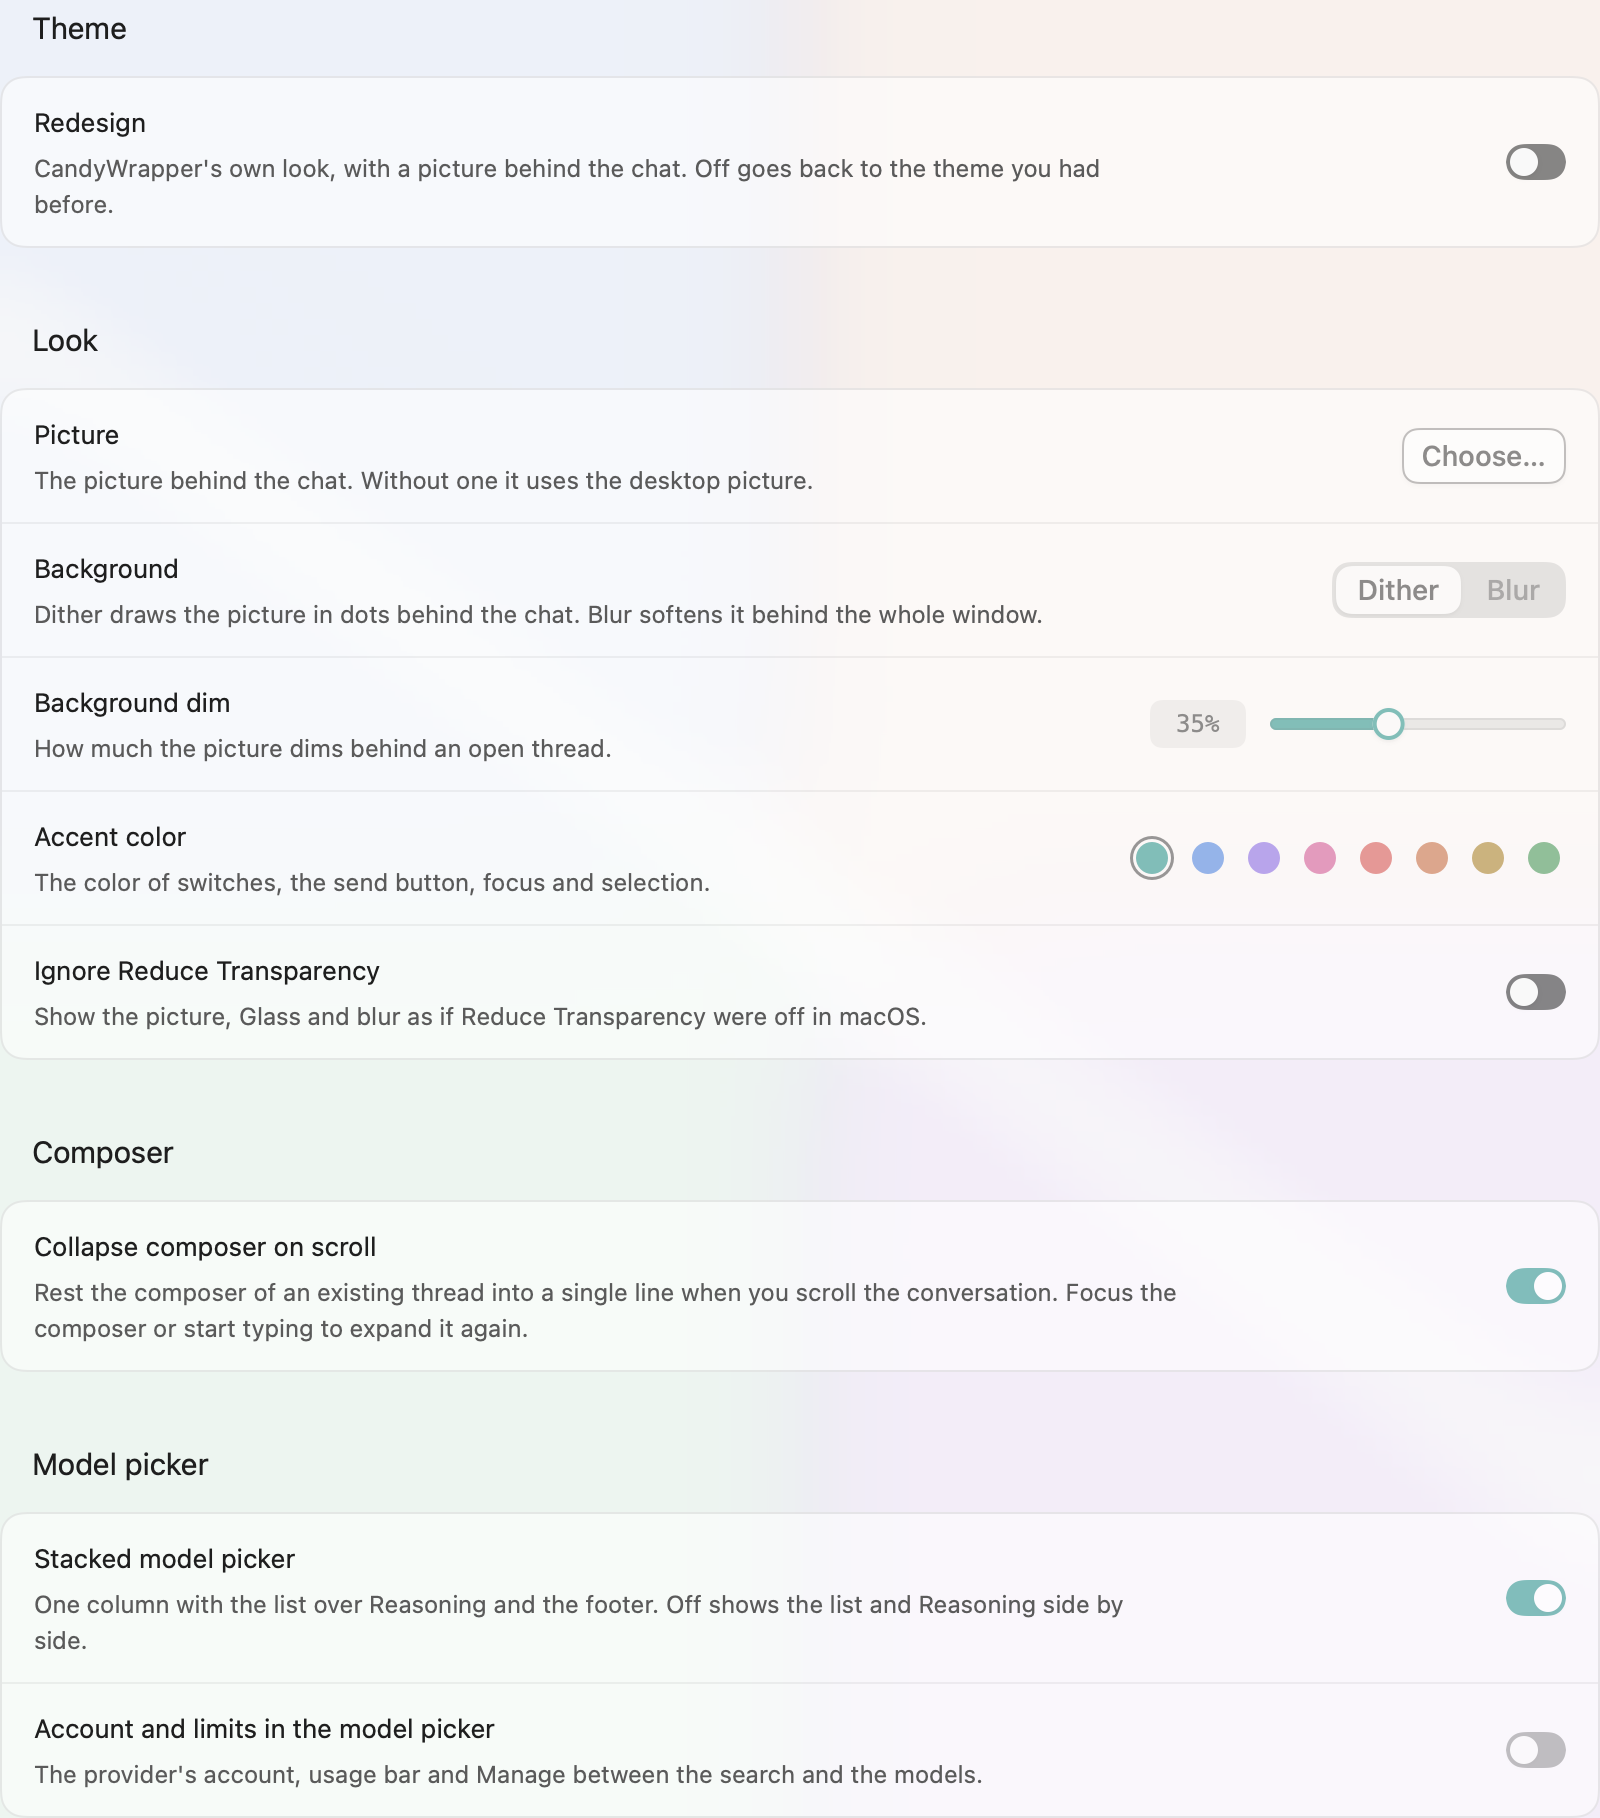 Theme
Redesign
CandyWrapper's own look, with a picture behind the chat. Off goes back to the theme you had
before.
Look
Picture
The picture behind the chat. Without one it uses the desktop picture.
Choose...
Background
Dither draws the picture in dots behind the chat. Blur softens it behind the whole window.
Dither Blur
Background dim
How much the picture dims behind an open thread.
35%
Accent color
The color of switches, the send button, focus and selection.
Ignore Reduce Transparency
Show the picture, Glass and blur as if Reduce Transparency were off in macOS.
Composer
Collapse composer on scroll
Rest the composer of an existing thread into a single line when you scroll the conversation. Focus the
composer or start typing to expand it again.
Model picker
Stacked model picker
One column with the list over Reasoning and the footer. Off shows the list and Reasoning side by
side.
Account and limits in the model picker
The provider's account, usage bar and Manage between the search and the models.